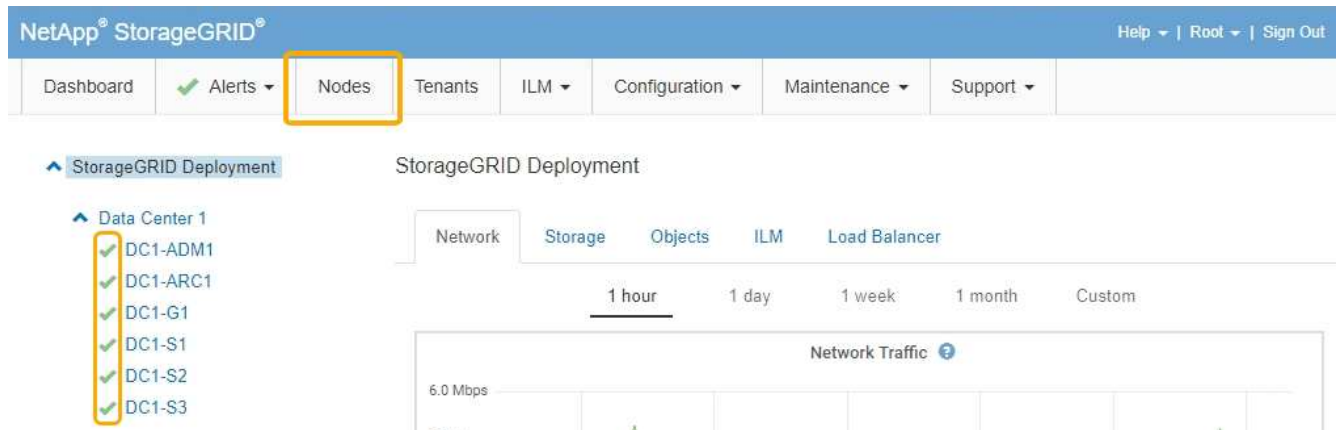 NetApp® StorageGRID®
Help | Root | Sign Out
Dashboard Alerts Nodes Tenants ILM Configuration Maintenance Support
StorageGRID Deployment
Data Center 1
DC1-ADM1
DC1-ARC1
DC1-G1
DC1-S1
DC1-S2
DC1-S3
StorageGRID Deployment
Network Storage Objects ILM Load Balancer
1 hour 1 day 1 week 1 month Custom
Network Traffic ?
6.0 Mbps